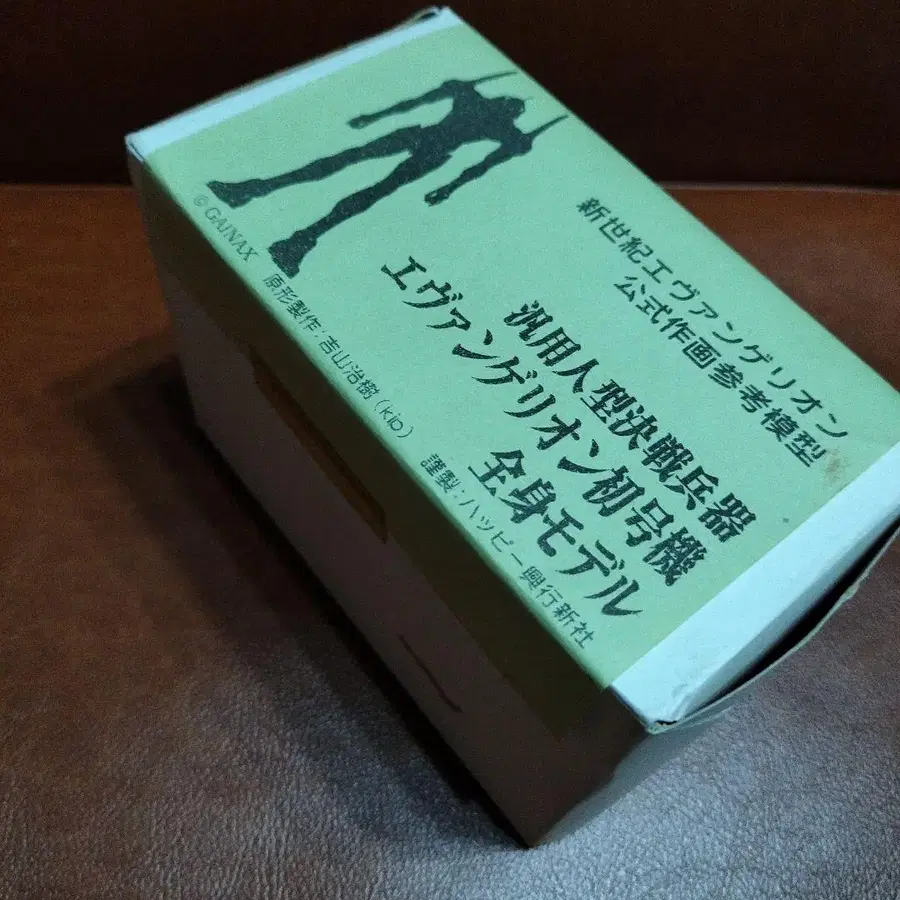 新世紀エヴァンゲリオン
公式作画参考模型
汎用人型決戦兵器
エヴァンゲリオン初号機
全身モデル
© GAINAX
原形製作:吉山治樹(kip)
謹製:ハッピー興行新社